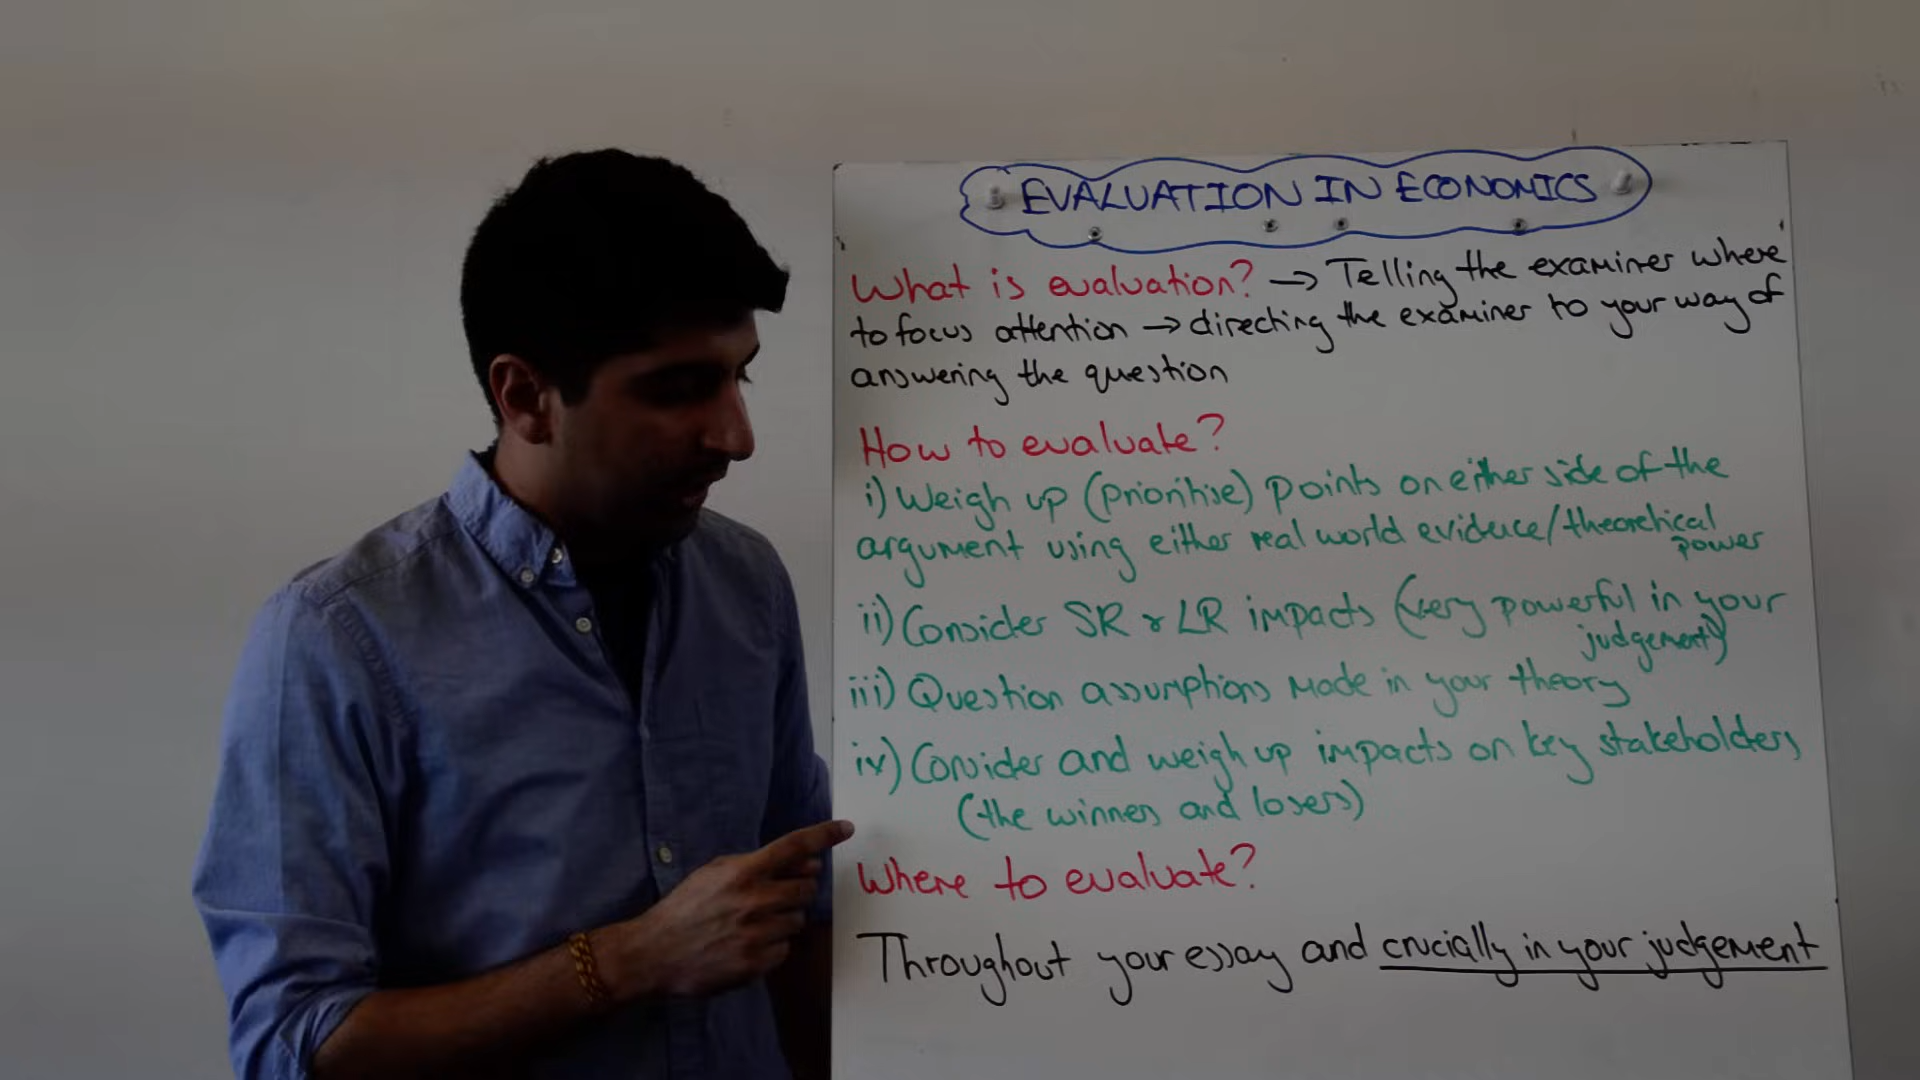 EVALUATION IN ECONOMICS
What is evaluation? → Telling the examiner where
to focus attention → directing the examiner to your way of
answering the question
How to evaluate?
i) Weigh up (prioritise) points on either side of the
argument using either real world evidence/theoretical
power
ii) Consider SR & LR impacts (very powerful in your
judgement)
iii) Question assumptions made in your theory
iv) Consider and weigh up impacts on key stakeholders
(the winners and losers)
Where to evaluate?
Throughout your essay and crucially in your judgement